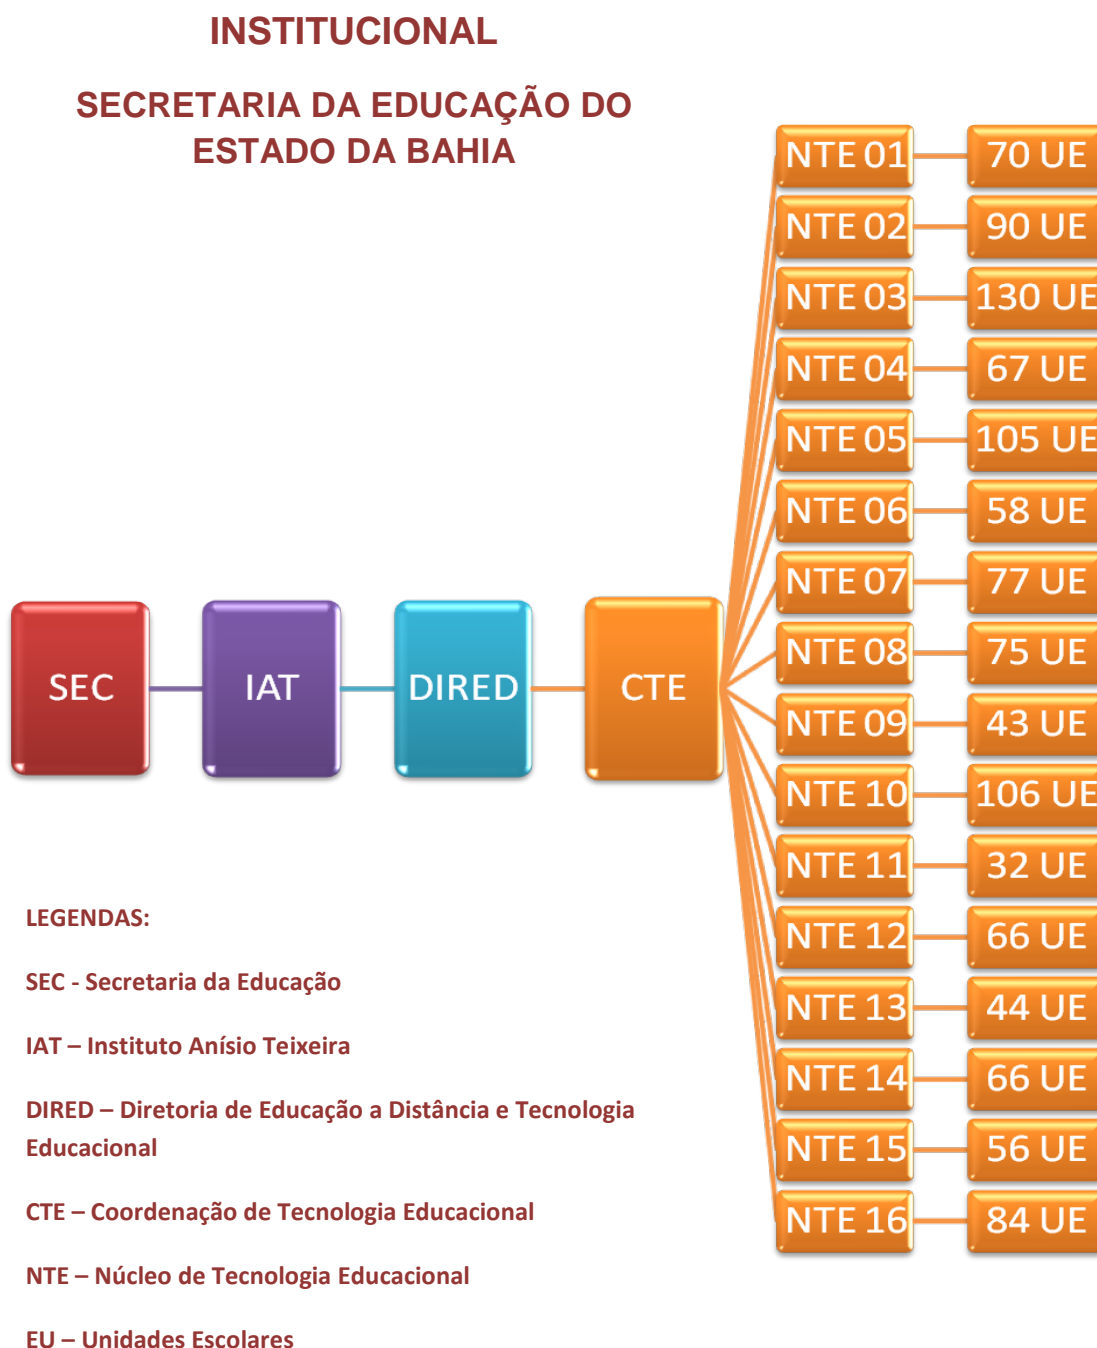 INSTITUCIONAL
SECRETARIA DA EDUCAÇÃO DO
ESTADO DA BAHIA
SEC
IAT
DIRED
CTE
NTE 01
70 UE
NTE 02
90 UE
NTE 03
130 UE
NTE 04
67 UE
NTE 05
105 UE
NTE 06
58 UE
NTE 07
77 UE
NTE 08
75 UE
NTE 09
43 UE
NTE 10
106 UE
NTE 11
32 UE
NTE 12
66 UE
NTE 13
44 UE
NTE 14
66 UE
NTE 15
56 UE
NTE 16
84 UE
LEGENDAS:
SEC - Secretaria da Educação
IAT – Instituto Anísio Teixeira
DIRED – Diretoria de Educação a Distância e Tecnologia
Educacional
CTE – Coordenação de Tecnologia Educacional
NTE – Núcleo de Tecnologia Educacional
EU – Unidades Escolares